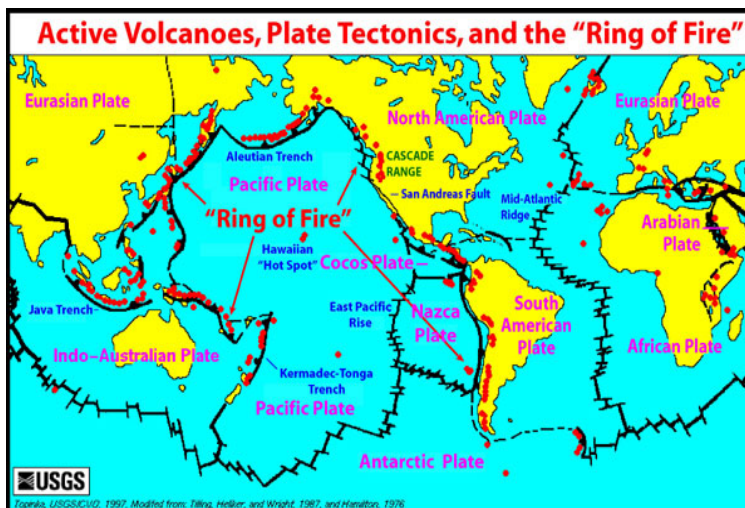 Active Volcanoes, Plate Tectonics, and the “Ring of Fire”
Eurasian Plate
North American Plate
Eurasian Plate
Aleutian Trench
CASCADE
RANGE
Pacific Plate
San Andreas Fault
Mid-Atlantic
Ridge
“Ring of Fire”
Arabian
Plate
Hawaiian
“Hot Spot”
Cocos Plate
Java Trench
East Pacific
Rise
Nazca
Plate
South
American
Plate
Indo-Australian Plate
African Plate
Kermadec-Tonga
Trench
Pacific Plate
Antarctic Plate
USGS
Topinka, USGS/CVO, 1997, Modified from: Tilling, Heliker, and Wright, 1987, and Hamilton, 1976